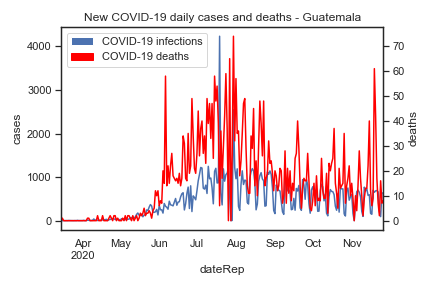 New COVID-19 daily cases and deaths - Guatemala
COVID-19 infections
COVID-19 deaths
4000
3000
2000
1000
0
cases
70
60
50
40
30
20
10
0
deaths
Apr May Jun Jul Aug Sep Oct Nov
2020
dateRep